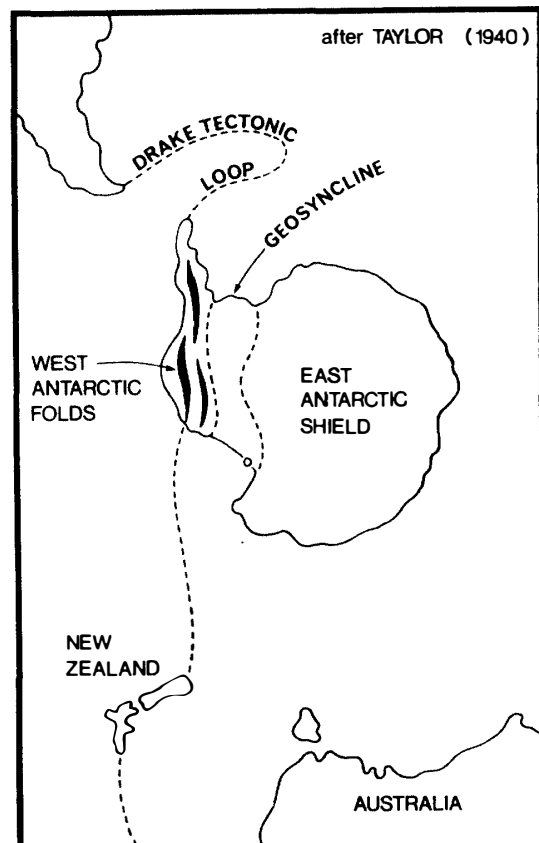 after TAYLOR (1940)
DRAKE TECTONIC
LOOP
GEOSYNCLINE
WEST
ANTARCTIC
FOLDS
EAST
ANTARCTIC
SHIELD
NEW
ZEALAND
AUSTRALIA